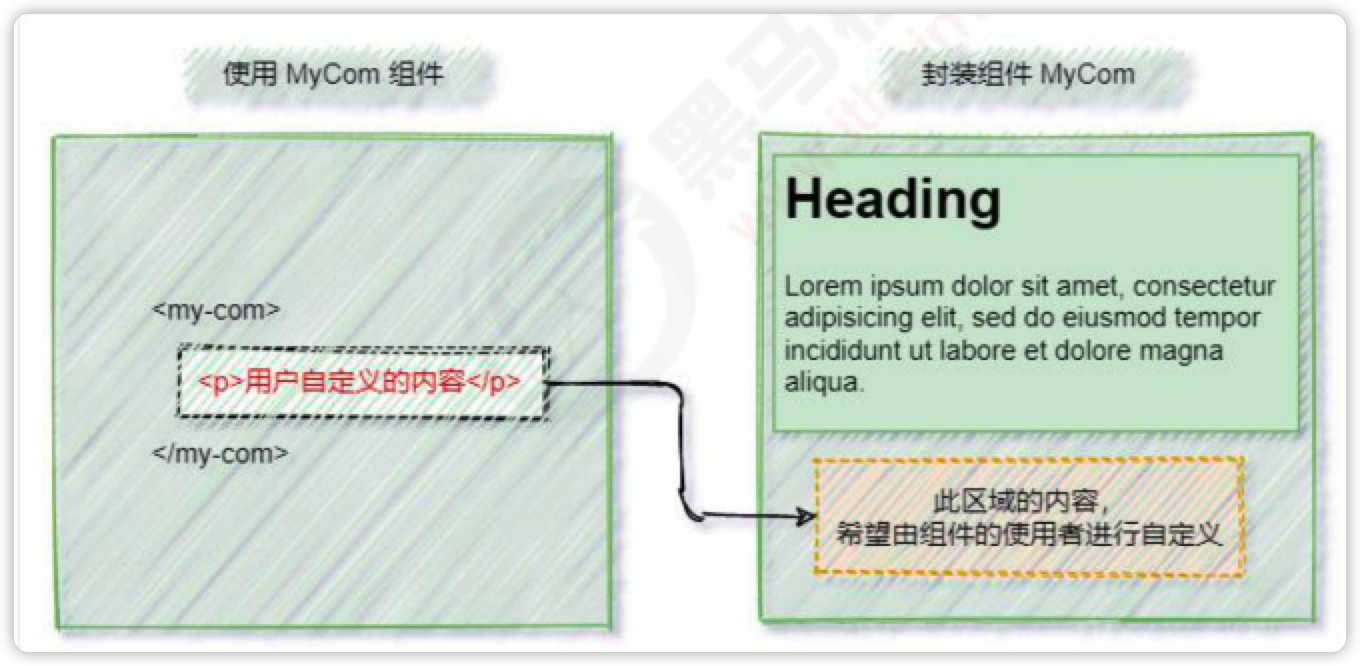 使用 MyCom 组件
<my-com>
<p>用户自定义的内容</p>
</my-com>
封装组件 MyCom
Heading
Lorem ipsum dolor sit amet, consectetur
adipisicing elit, sed do eiusmod tempor
incididunt ut labore et dolore magna
aliqua.
此区域的内容，
希望由组件的使用者进行自定义
黑马